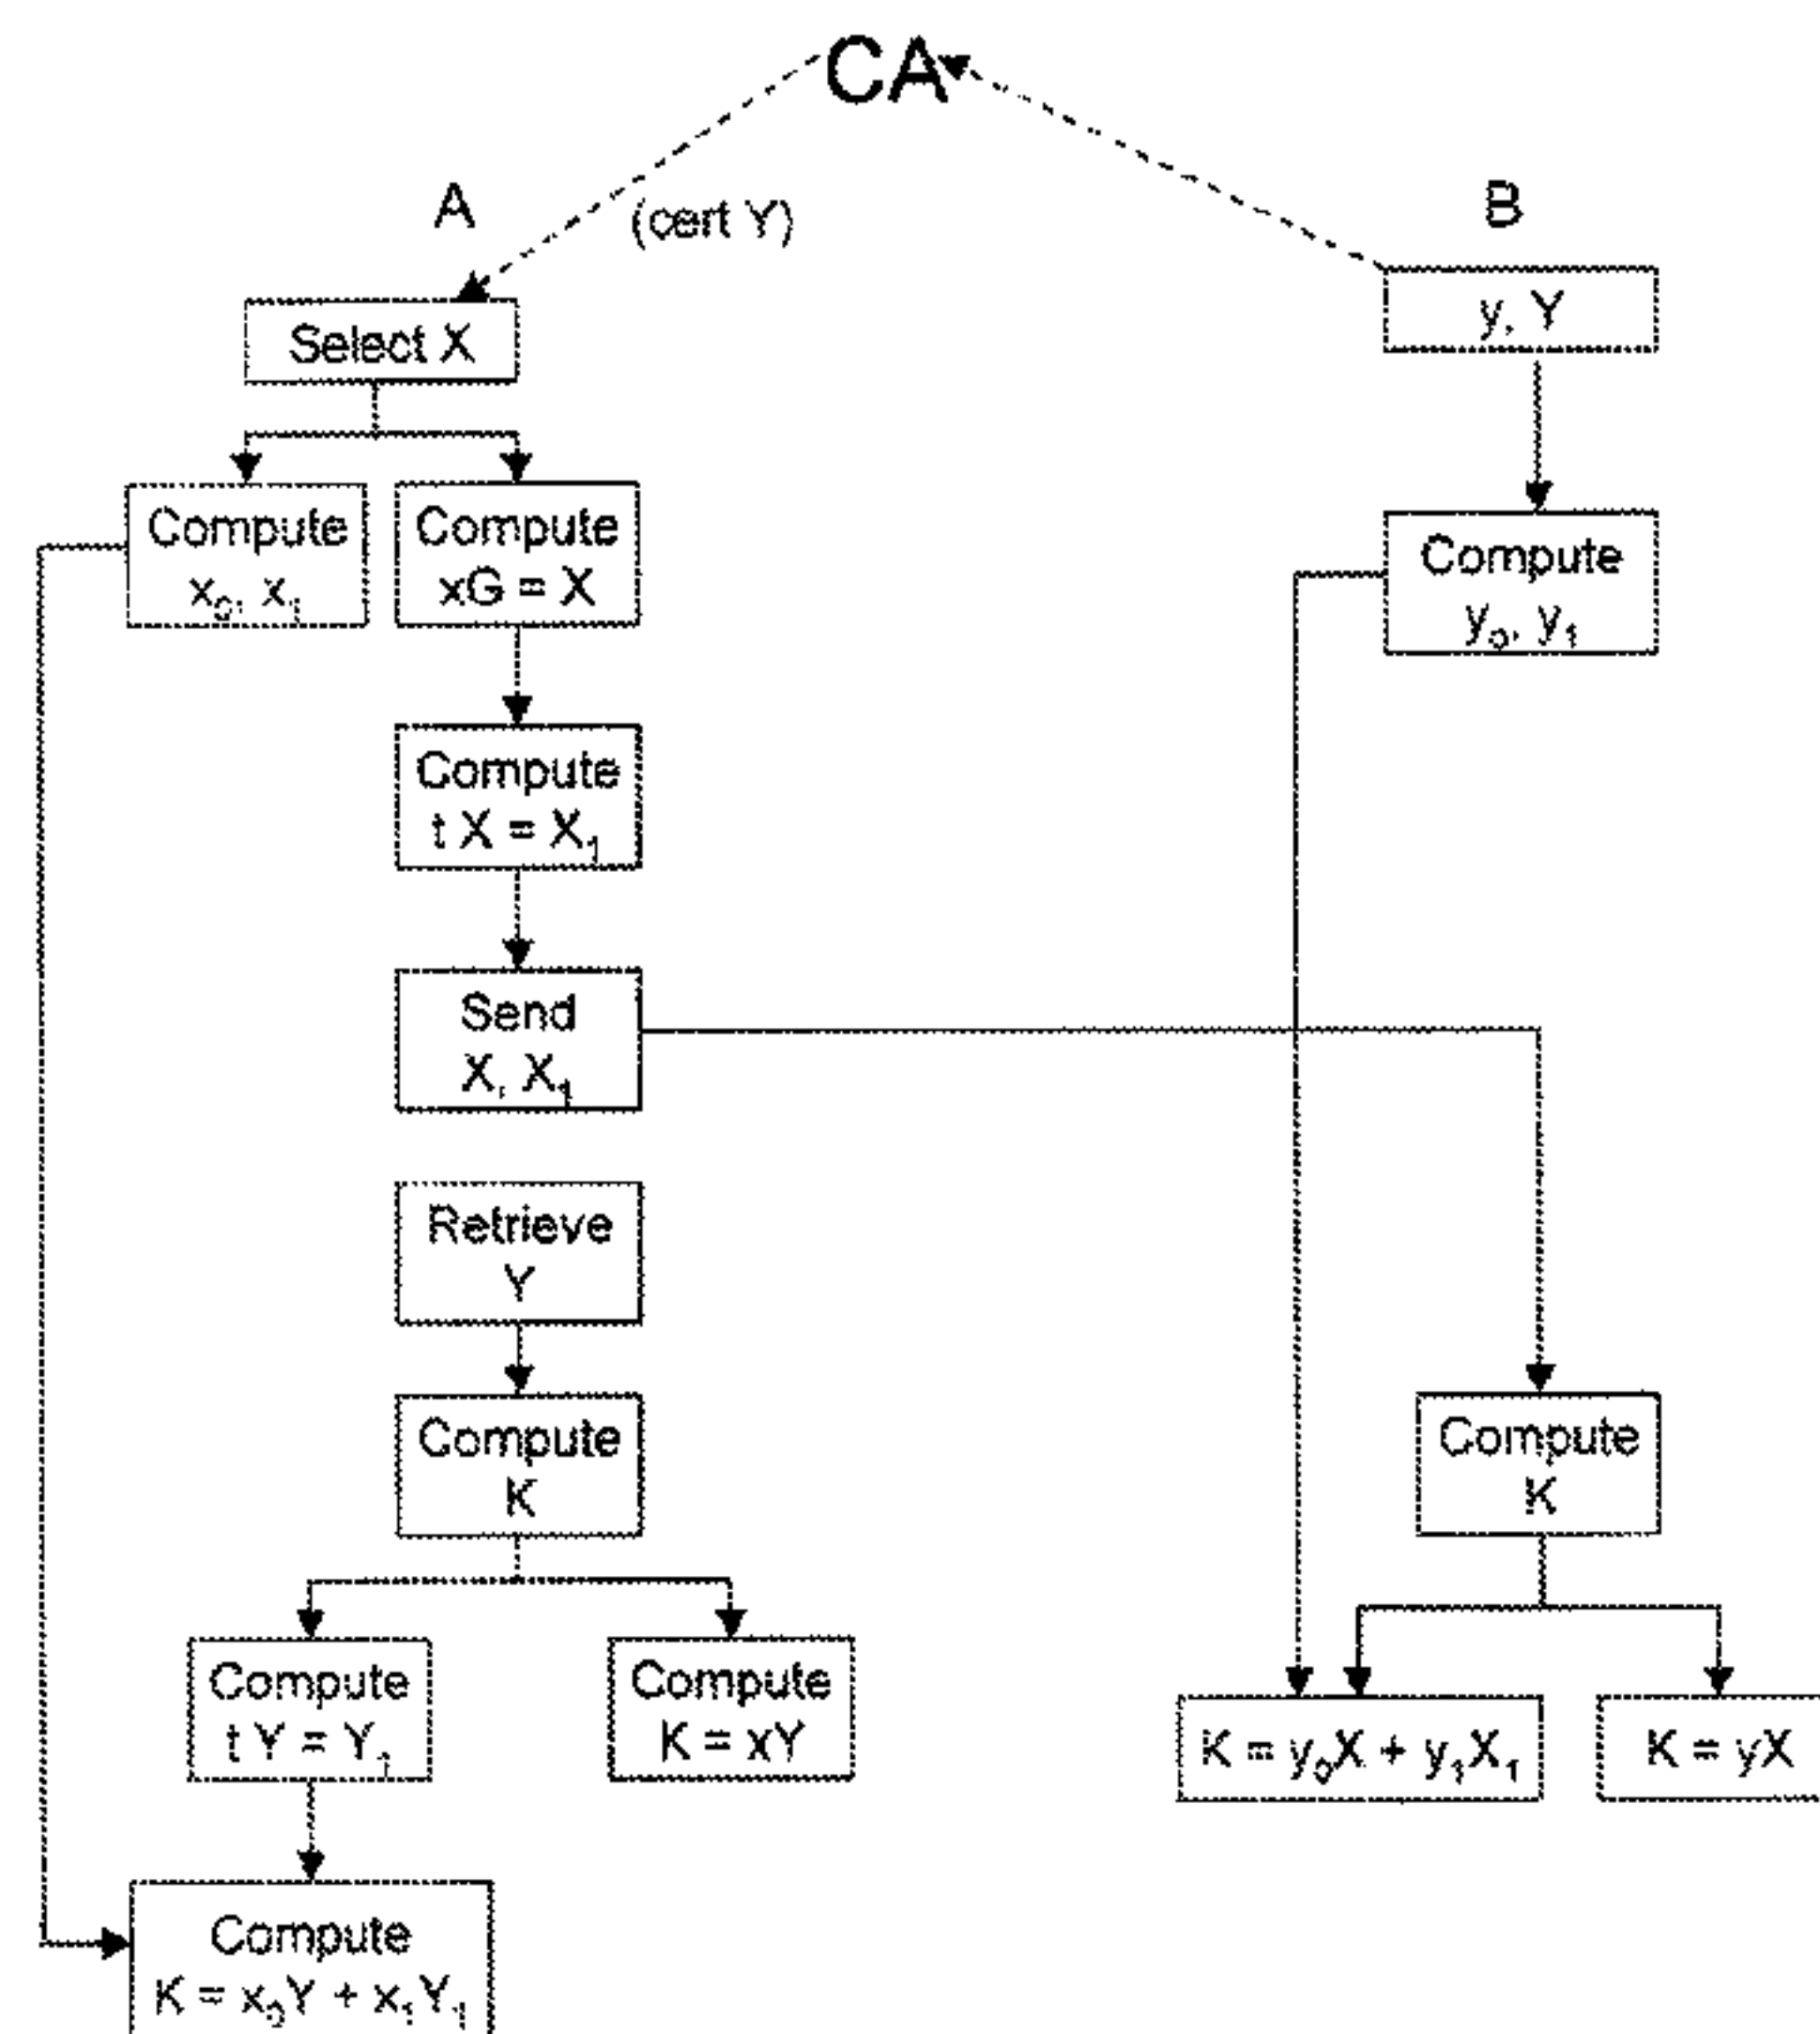 CA
A
(cert Y)
B
Select X
y, Y
Compute
x₀, x₁
Compute
xG = X
Compute
y₀, y₁
Compute
t X = X₁
Send
X, X₁
Retrieve
Y
Compute
K
Compute
K
Compute
t Y = Y₁
Compute
K = xY
K = y₀X + y₁X₁
K = yX
Compute
K = x₀Y + x₁Y₁